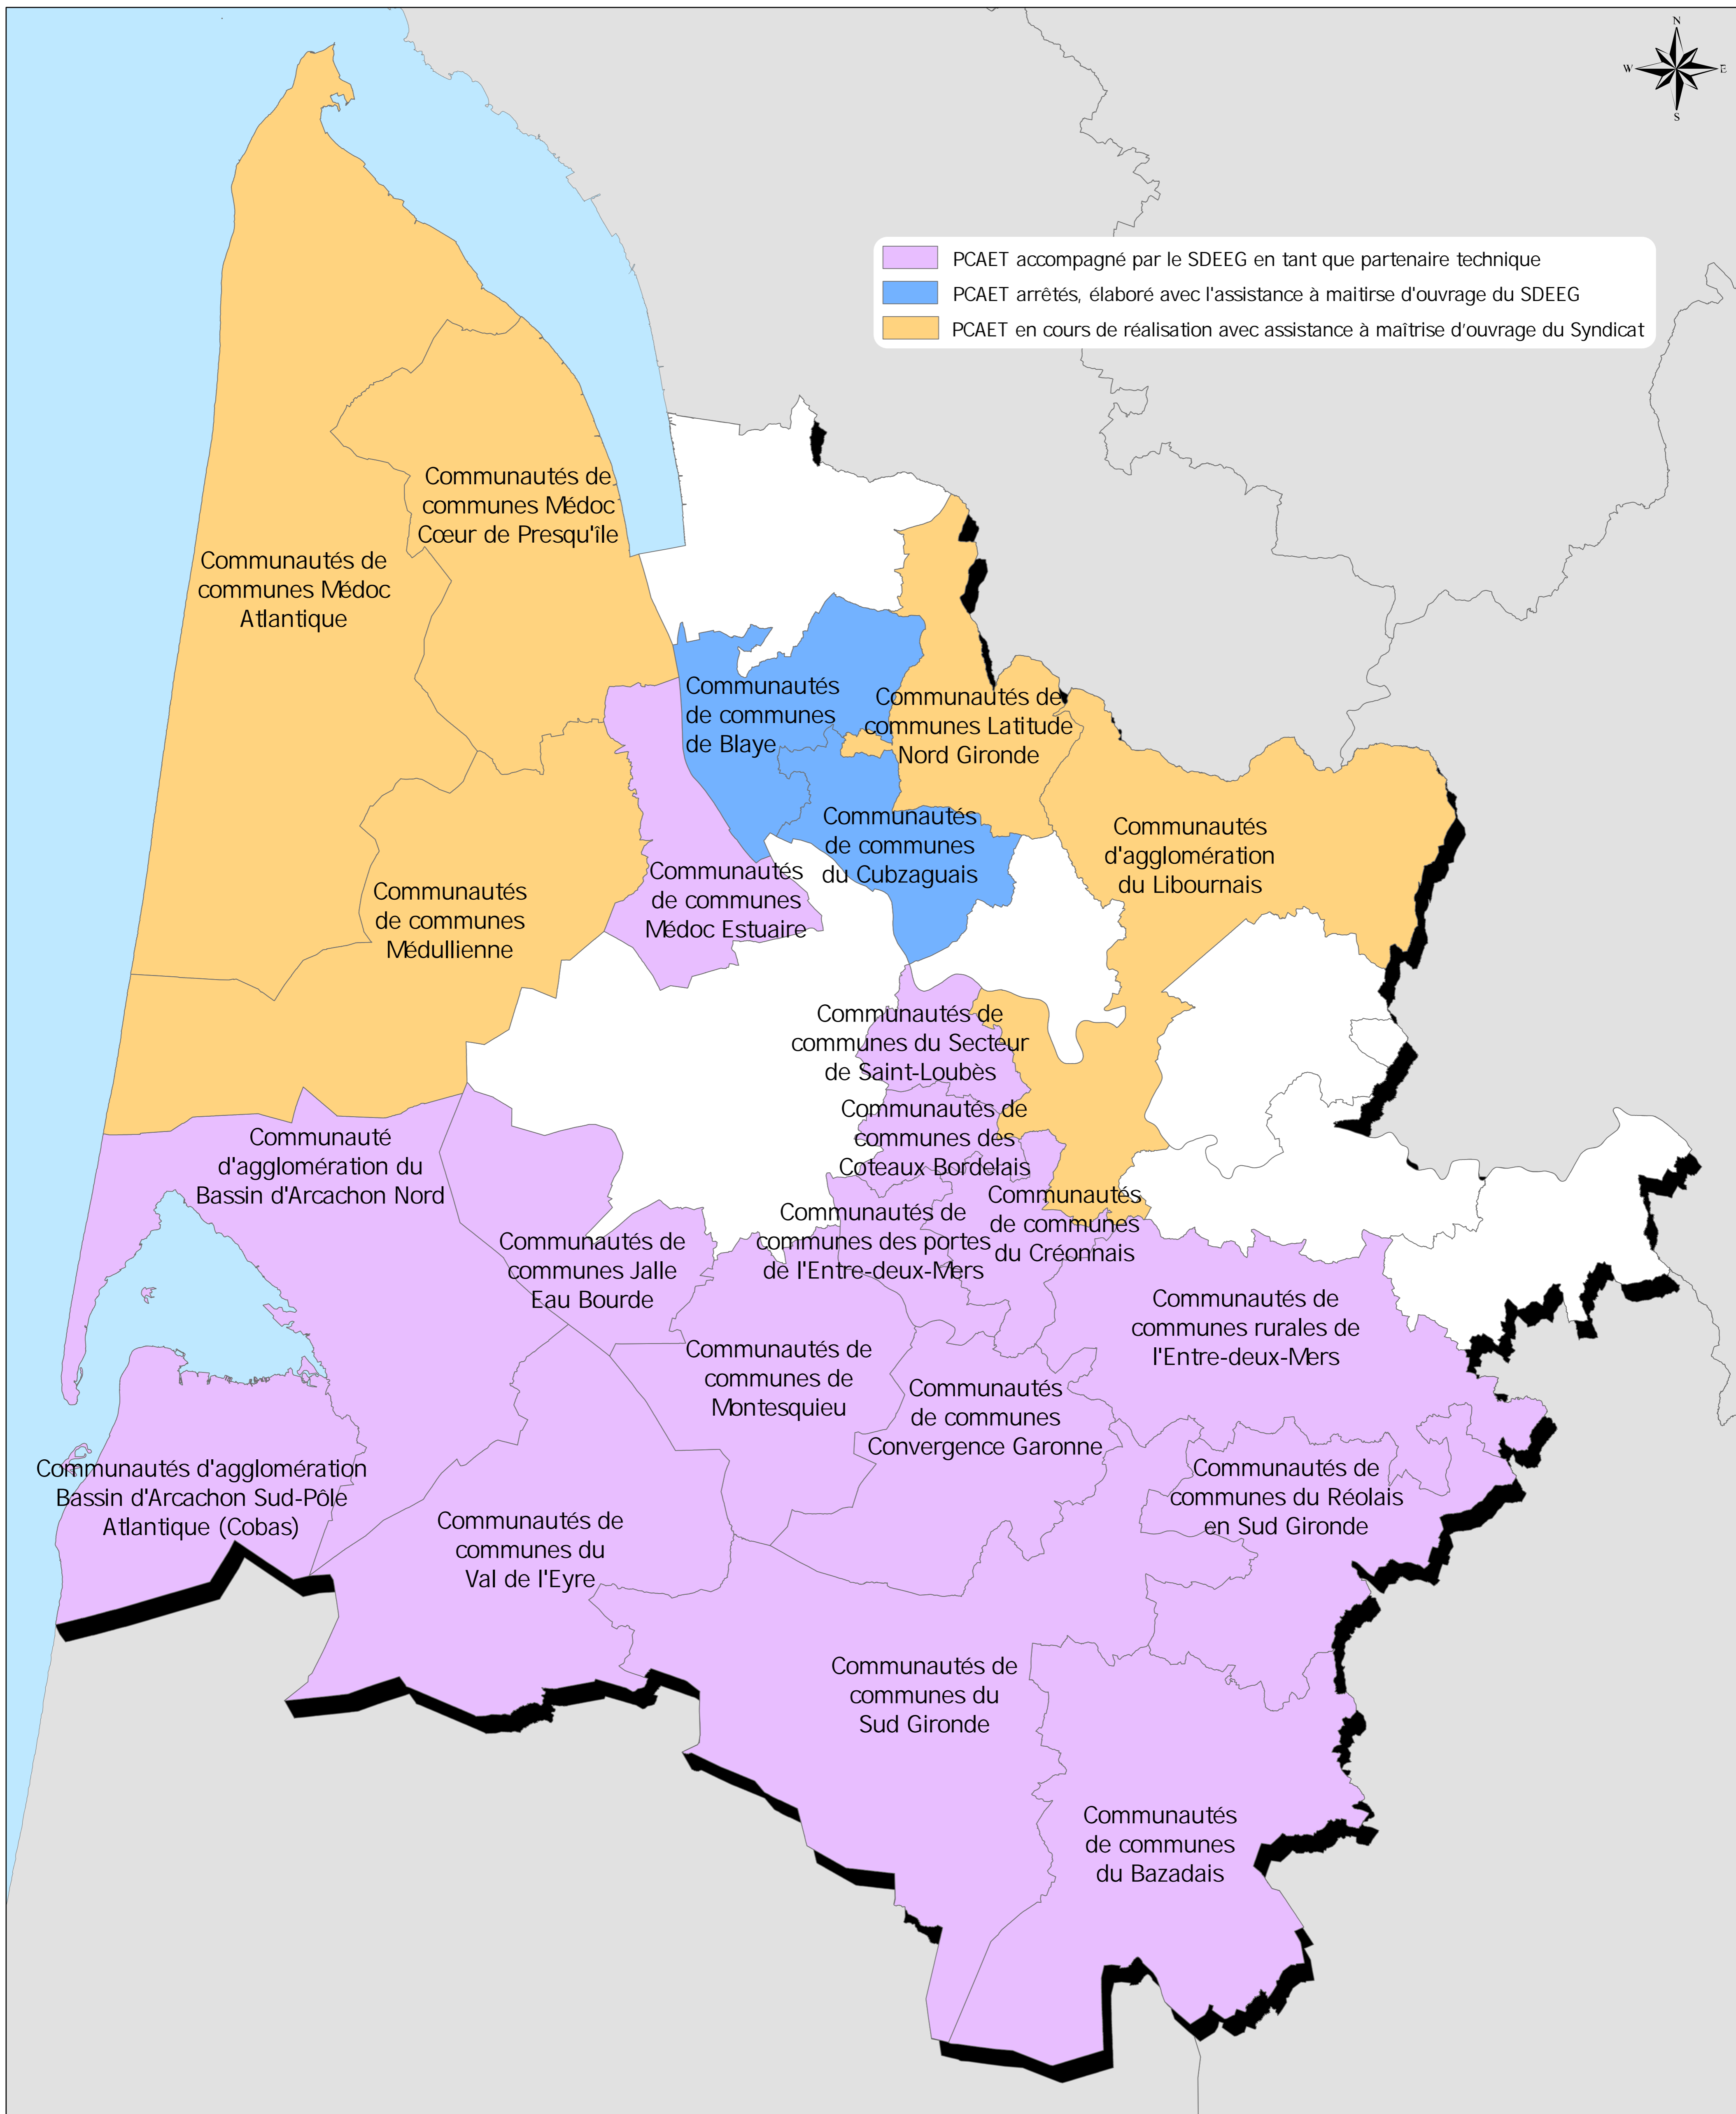 N
W E
S
PCAET accompagné par le SDEEG en tant que partenaire technique
PCAET arrêtés, élaboré avec l'assistance à maitirse d'ouvrage du SDEEG
PCAET en cours de réalisation avec assistance à maîtrise d’ouvrage du Syndicat
Communautés de
communes Médoc
Cœur de Presqu'île
Communautés de
communes Médoc
Atlantique
Communautés
de communes
de Blaye
Communautés de
communes Latitude
Nord Gironde
Communautés
de communes
du Cubzaguais
Communautés
d'agglomération
du Libournais
Communautés
de communes
Médoc Estuaire
Communautés
de communes
Médullienne
Communautés de
communes du Secteur
de Saint-Loubès
Communautés de
communes des
Coteaux Bordelais
Communauté
d'agglomération du
Bassin d'Arcachon Nord
Communautés
de communes
du Créonnais
Communautés de
communes des portes
de l'Entre-deux-Mers
Communautés de
communes Jalle
Eau Bourde
Communautés de
communes rurales de
l'Entre-deux-Mers
Communautés de
communes de
Montesquieu
Communautés
de communes
Convergence Garonne
Communautés d'agglomération
Bassin d'Arcachon Sud-Pôle
Atlantique (Cobas)
Communautés de
communes du Réolais
en Sud Gironde
Communautés de
communes du
Val de l'Eyre
Communautés de
communes du
Sud Gironde
Communautés
de communes
du Bazadais